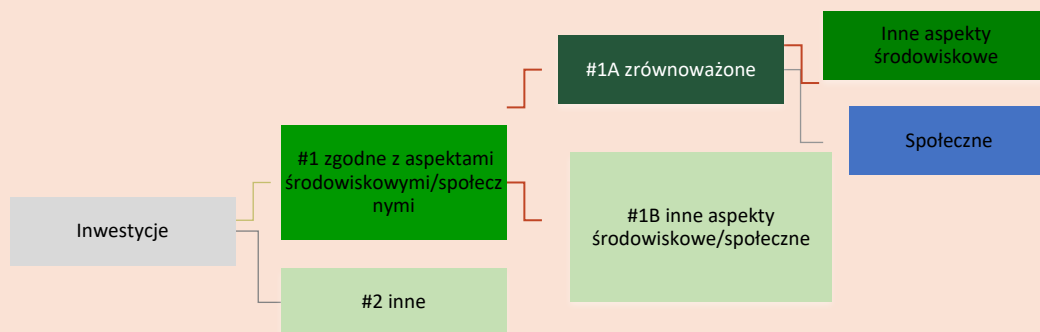 Inwestycje
#1 zgodne z aspektami
środowiskowymi/społecz
nymi
#2 inne
#1A zrównoważone
#1B inne aspekty
środowiskowe/społeczne
Inne aspekty
środowiskowe
Społeczne